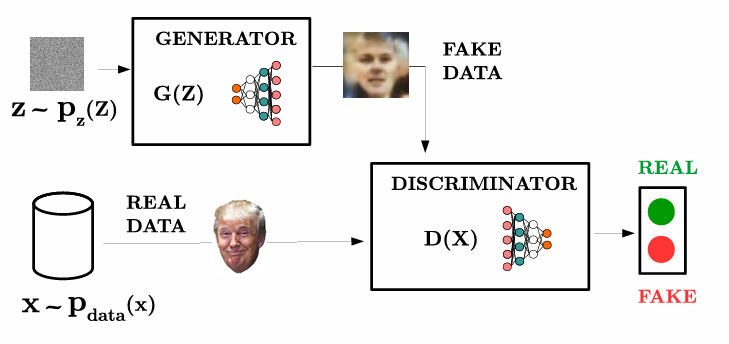 GENERATOR
G(Z)
z ~ p_z(Z)
FAKE
DATA
REAL
DATA
x ~ p_data(x)
DISCRIMINATOR
D(X)
REAL
FAKE